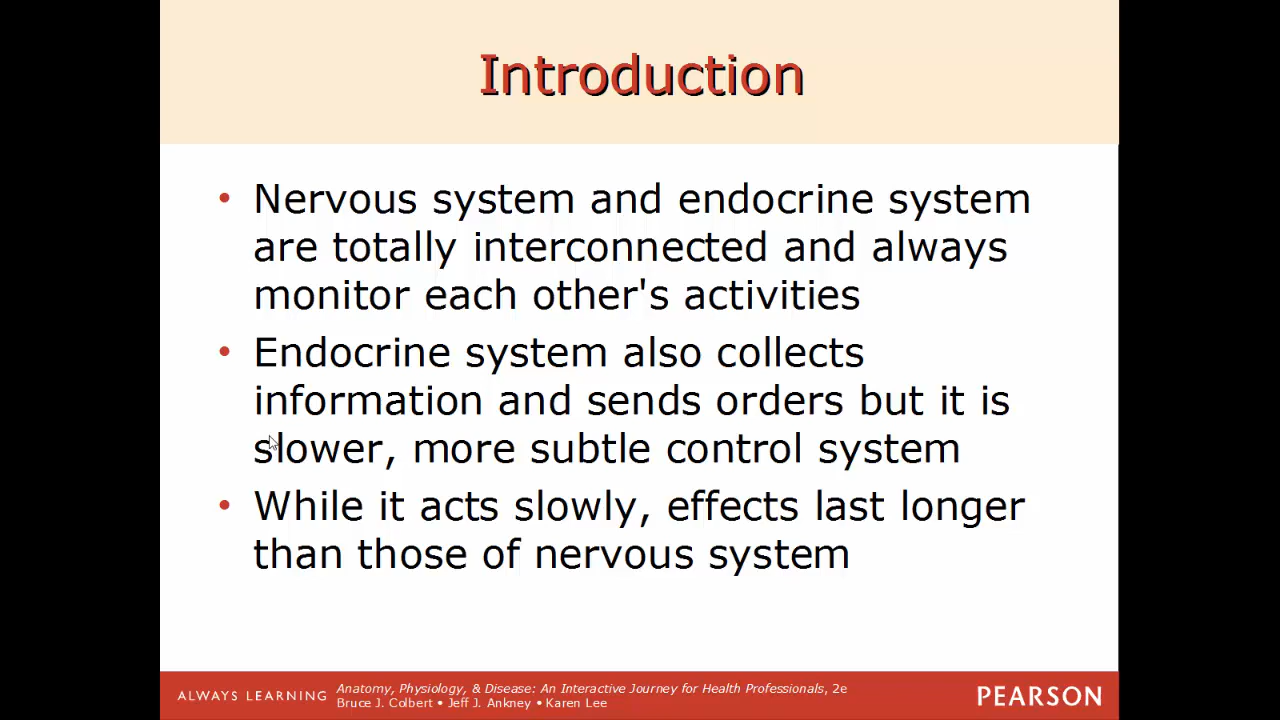 Introduction
• Nervous system and endocrine system
are totally interconnected and always
monitor each other's activities
• Endocrine system also collects
information and sends orders but it is
slower, more subtle control system
• While it acts slowly, effects last longer
than those of nervous system
ALWAYS LEARNING
Anatomy, Physiology, & Disease: An Interactive Journey for Health Professionals, 2e
Bruce J. Colbert • Jeff J. Ankney • Karen Lee
PEARSON